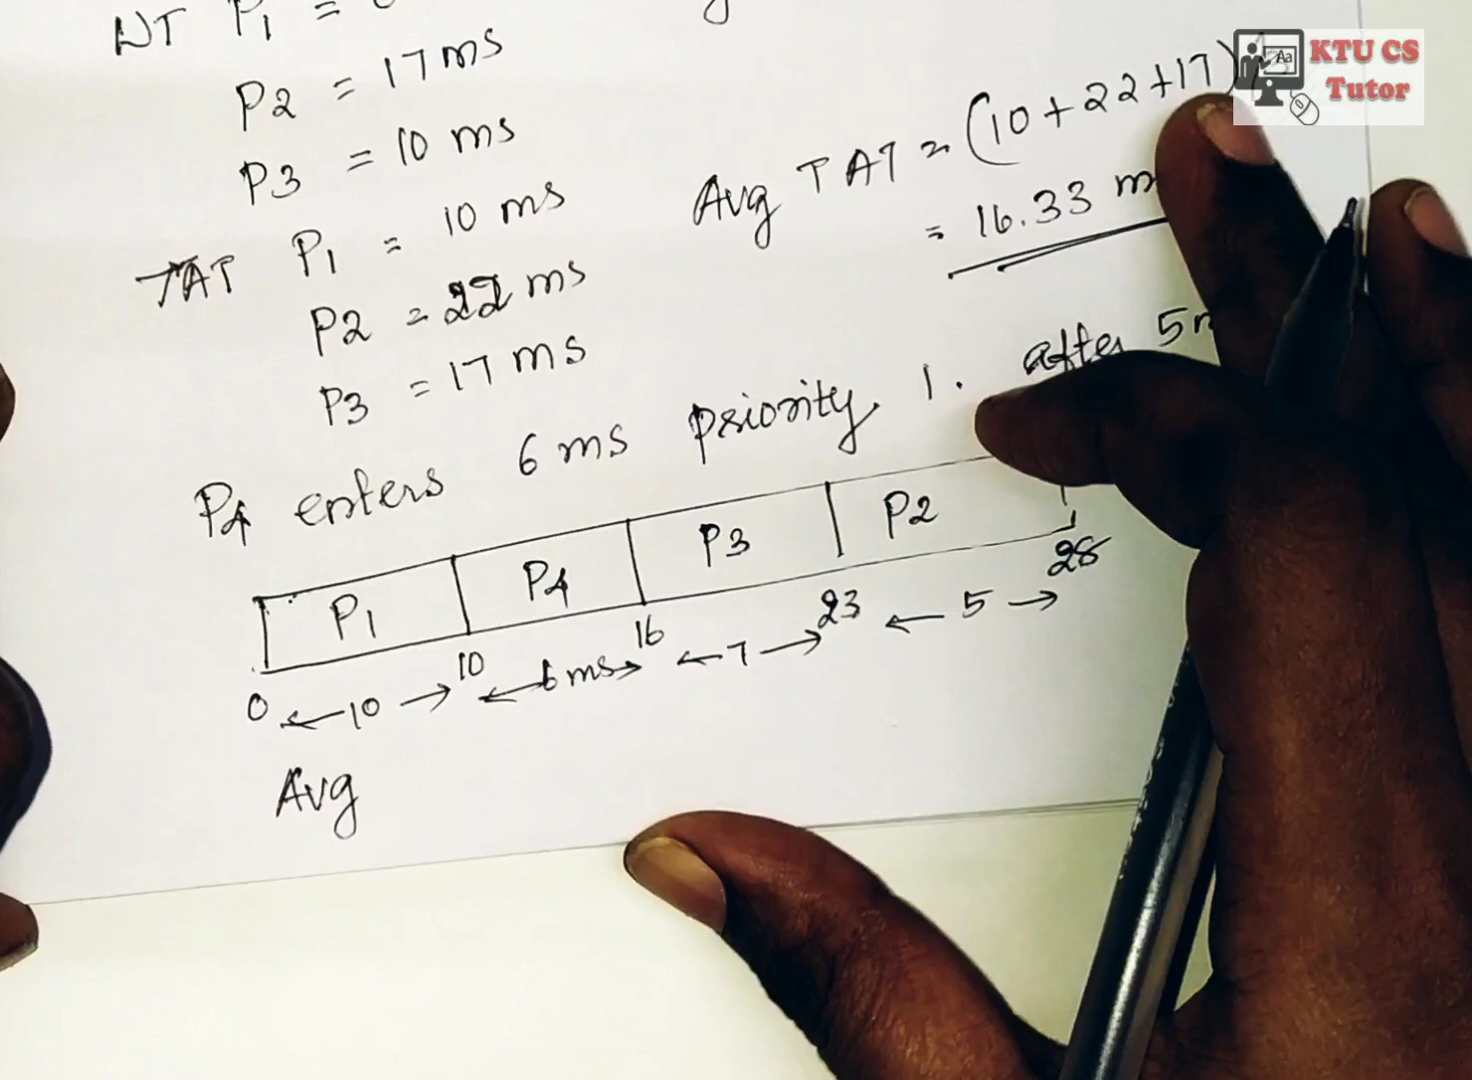 WT P1 =
P2 = 17 ms
P3 = 10 ms
TAT P1 = 10 ms
P2 = 22 ms
P3 = 17 ms
Avg TAT = (10 + 22 + 17)
= 16.33 m
P4 enters 6 ms priority 1. after 5
P1 P4 P3 P2
0 10 16 23 28
←10→ ←6 ms→ ←7→ ←5→
Avg
KTU CS
Tutor
Aa